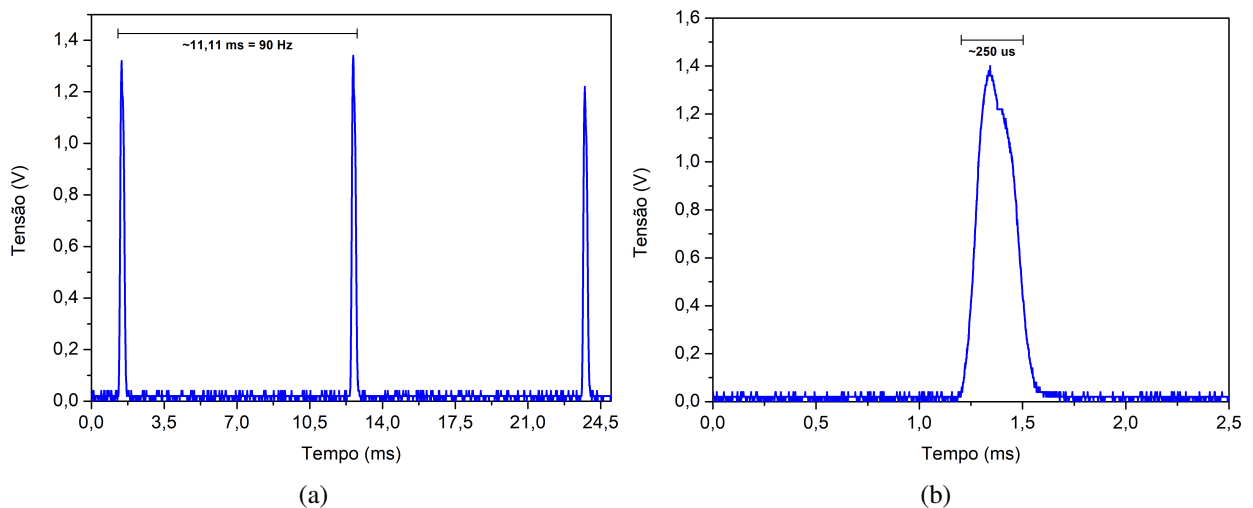 ~11,11 ms = 90 Hz
1,4
1,2
1,0
0,8
0,6
0,4
0,2
0,0
Tensão (V)
0,0 3,5 7,0 10,5 14,0 17,5 21,0 24,5
Tempo (ms)
(a)
~250 us
1,6
1,4
1,2
1,0
0,8
0,6
0,4
0,2
0,0
Tensão (V)
0,0 0,5 1,0 1,5 2,0 2,5
Tempo (ms)
(b)